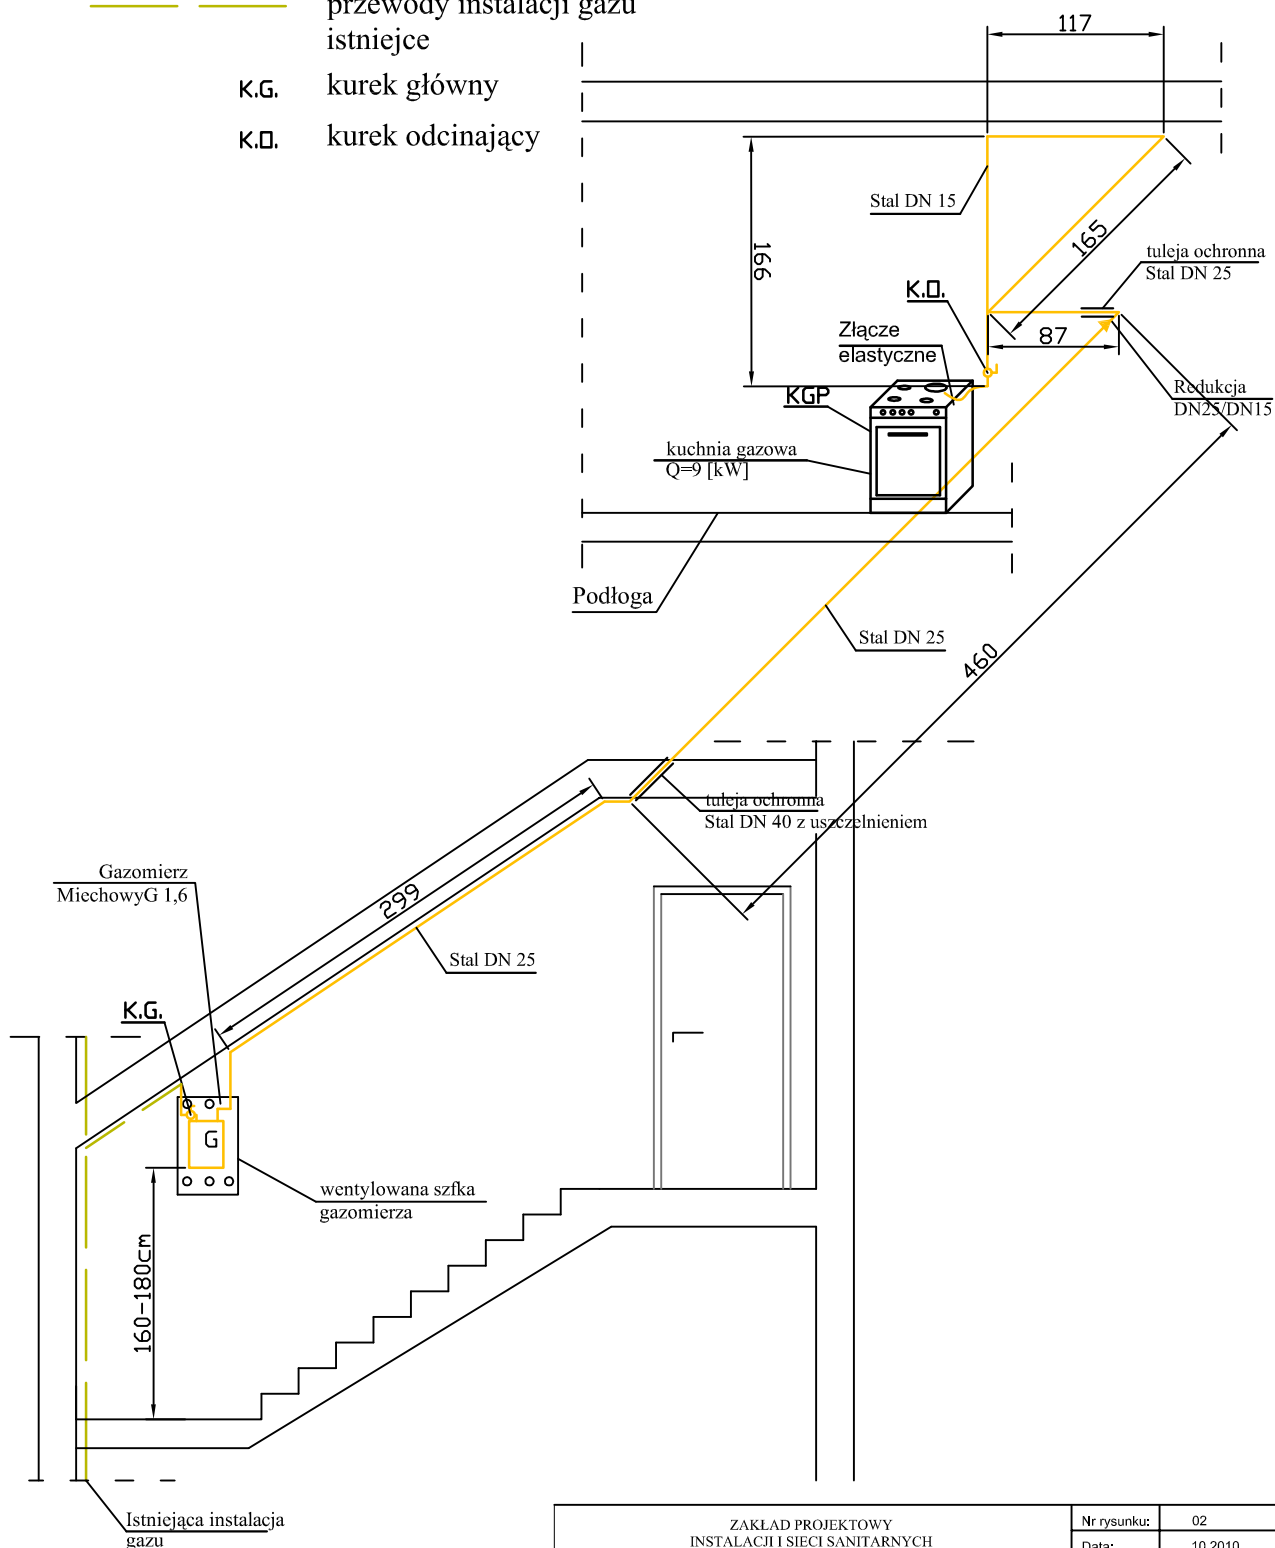 przewody instalacji gazu
istniejce
K.G. kurek główny
K.O. kurek odcinający
117
Stal DN 15
166
165
tuleja ochronna
Stal DN 25
K.O.
Złącze
elastyczne
87
KGP
Redukcja
DN25/DN15
kuchnia gazowa
Q=9 [kW]
Podłoga
Stal DN 25
460
tuleja ochronna
Stal DN 40 z uszczelnieniem
Gazomierz
MiechowyG 1,6
299
Stal DN 25
K.G.
G
wentylowana szfka
gazomierza
160-180cm
Istniejąca instalacja
gazu
ZAKŁAD PROJEKTOWY
INSTALACJI I SIECI SANITARNYCH
Nr rysunku: 02
Data: 10.2010